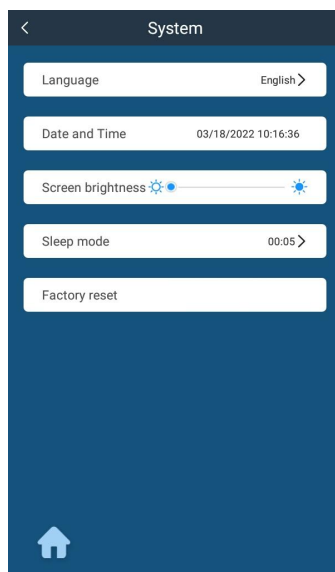 System
Language English
Date and Time 03/18/2022 10:16:36
Screen brightness
Sleep mode 00:05
Factory reset